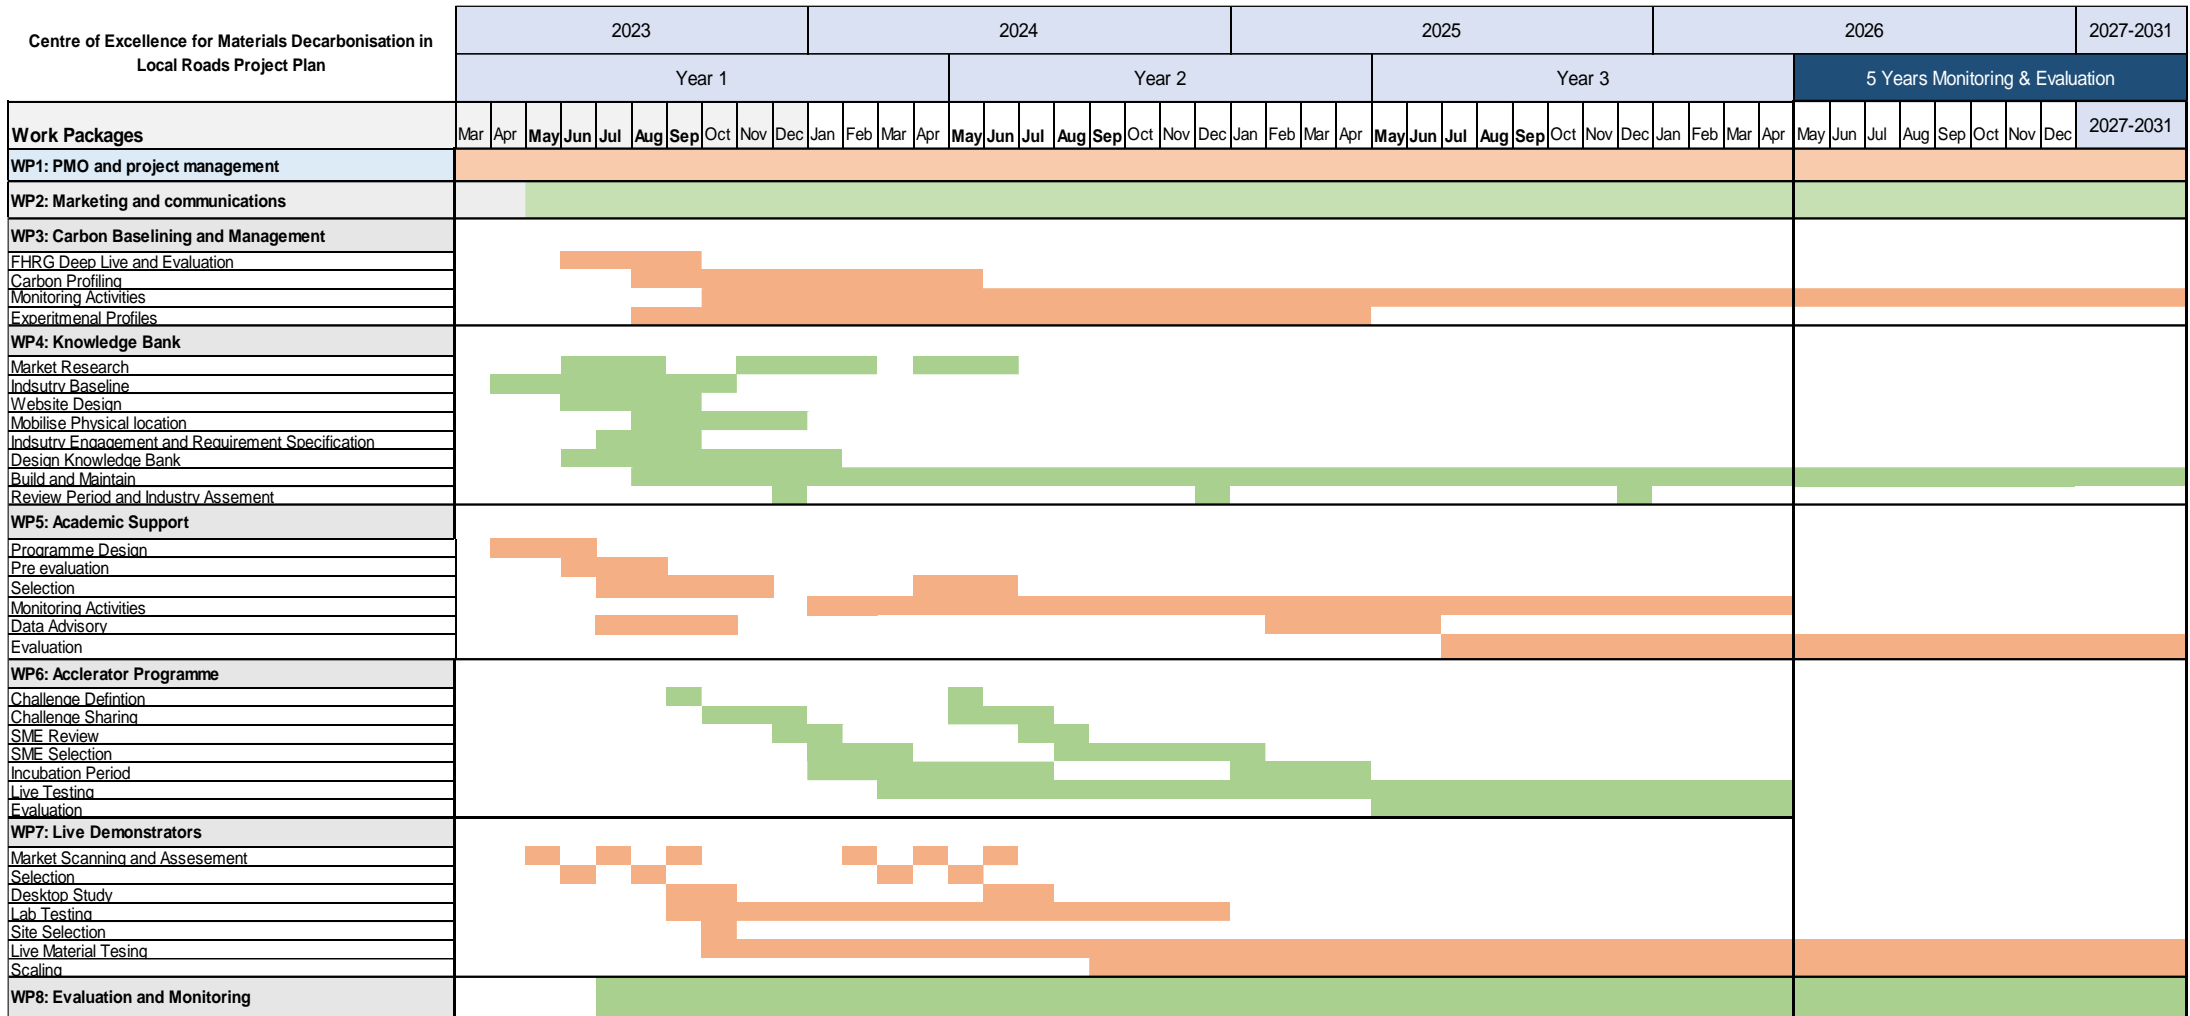 Centre of Excellence for Materials Decarbonisation in
Local Roads Project Plan
2023 2024 2025 2026 2027-2031
Year 1 Year 2 Year 3 5 Years Monitoring & Evaluation
Work Packages Mar Apr May Jun Jul Aug Sep Oct Nov Dec Jan Feb Mar Apr May Jun Jul Aug Sep Oct Nov Dec Jan Feb Mar Apr May Jun Jul Aug Sep Oct Nov Dec Jan Feb Mar Apr May Jun Jul Aug Sep Oct Nov Dec 2027-2031
WP1: PMO and project management
WP2: Marketing and communications
WP3: Carbon Baselining and Management
FHRG Deep Live and Evaluation
Carbon Profiling
Monitoring Activities
Experitmenal Profiles
WP4: Knowledge Bank
Market Research
Indsutry Baseline
Website Design
Mobilise Physical location
Indsutry Engagement and Requirement Specification
Design Knowledge Bank
Build and Maintain
Review Period and Industry Assement
WP5: Academic Support
Programme Design
Pre evaluation
Selection
Monitoring Activities
Data Advisory
Evaluation
WP6: Acclerator Programme
Challenge Defintion
Challenge Sharing
SME Review
SME Selection
Incubation Period
Live Testing
Evaluation
WP7: Live Demonstrators
Market Scanning and Assesement
Selection
Desktop Study
Lab Testing
Site Selection
Live Material Tesing
Scaling
WP8: Evaluation and Monitoring